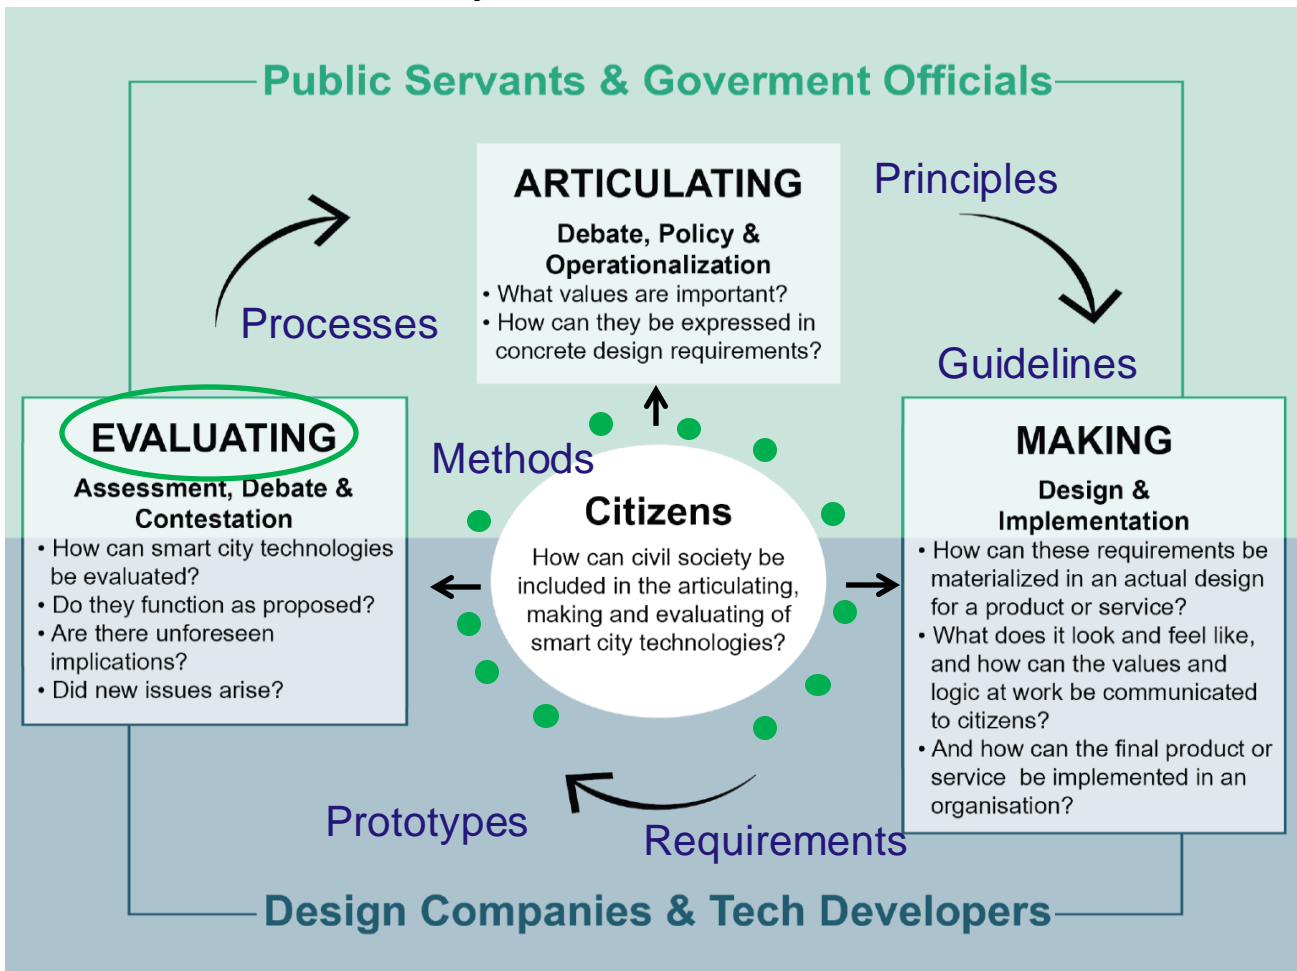 Public Servants & Goverment Officials
ARTICULATING
Debate, Policy &
Operationalization
• What values are important?
• How can they be expressed in
concrete design requirements?
Principles
Processes
Guidelines
EVALUATING
Assessment, Debate &
Contestation
• How can smart city technologies
be evaluated?
• Do they function as proposed?
• Are there unforeseen
implications?
• Did new issues arise?
Methods
Citizens
How can civil society be
included in the articulating,
making and evaluating of
smart city technologies?
MAKING
Design &
Implementation
• How can these requirements be
materialized in an actual design
for a product or service?
• What does it look and feel like,
and how can the values and
logic at work be communicated
to citizens?
• And how can the final product or
service be implemented in an
organisation?
Prototypes
Requirements
Design Companies & Tech Developers